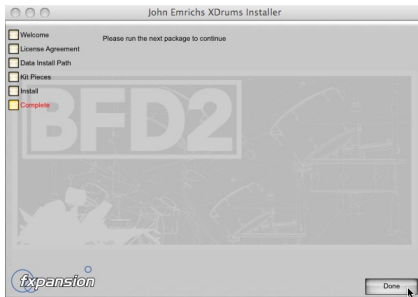 John Emrichs XDrums Installer
Welcome
Please run the next package to continue
License Agreement
Data Install Path
Kit Pieces
Install
Complete
BFD2
fxpansion
Done